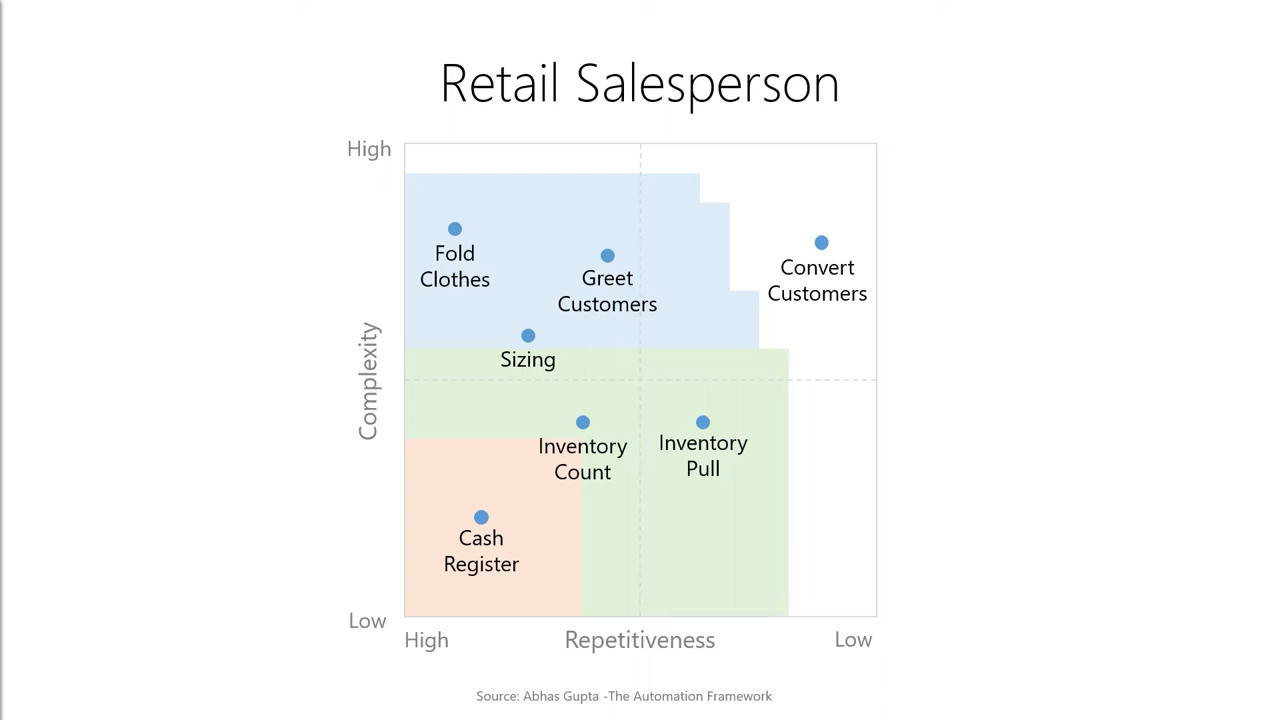 Retail Salesperson
High
Fold
Clothes
Greet
Customers
Convert
Customers
Sizing
Complexity
Inventory
Count
Inventory
Pull
Cash
Register
Low
High
Repetitiveness
Low
Source: Abhas Gupta -The Automation Framework